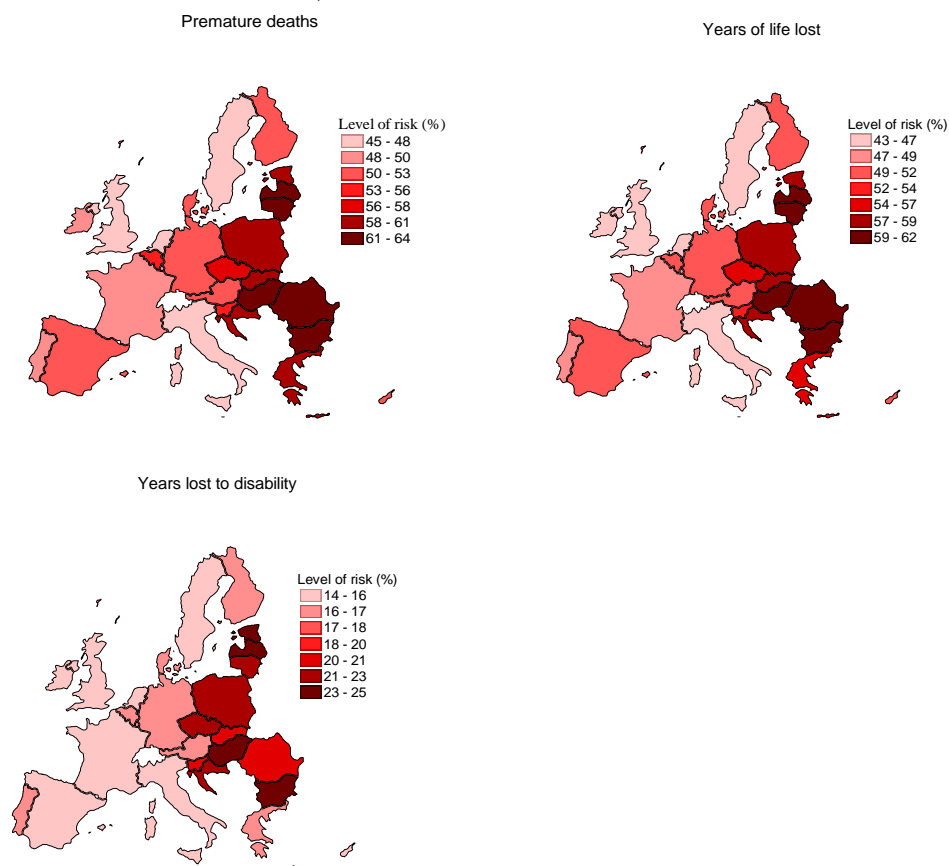 Premature deaths
Level of risk (%)
45 - 48
48 - 50
50 - 53
53 - 56
56 - 58
58 - 61
61 - 64
Years of life lost
Level of risk (%)
43 - 47
47 - 49
49 - 52
52 - 54
54 - 57
57 - 59
59 - 62
Years lost to disability
Level of risk (%)
14 - 16
16 - 17
17 - 18
18 - 20
20 - 21
21 - 23
23 - 25